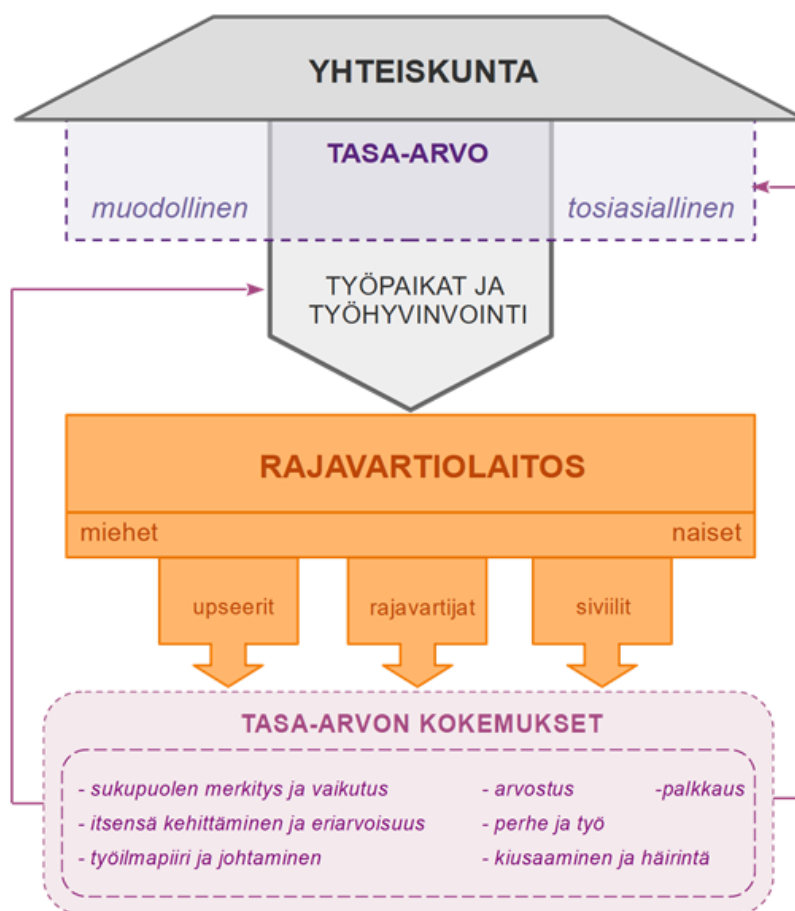 YHTEISKUNTA
TASA-ARVO
muodollinen
tosiasiallinen
TYÖPAIKAT JA
TYÖHYVINVOINTI
RAJAVARTIOLAITOS
miehet
naiset
upseerit
rajavartijat
siviilit
TASA-ARVON KOKEMUKSET
- sukupuolen merkitys ja vaikutus
- arvostus
-palkkaus
- itsensä kehittäminen ja eriarvoisuus
- perhe ja työ
- työilmapiiri ja johtaminen
- kiusaaminen ja häirintä